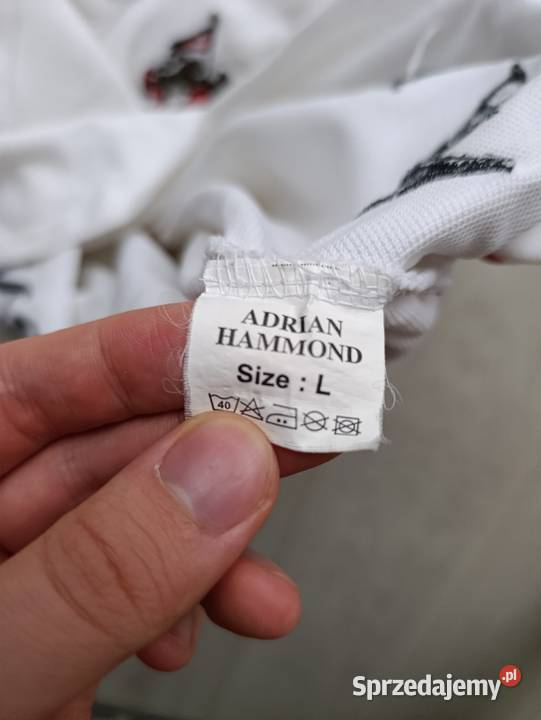 ADRIAN
HAMMOND
Size : L
40
Sprzedajemy.pl